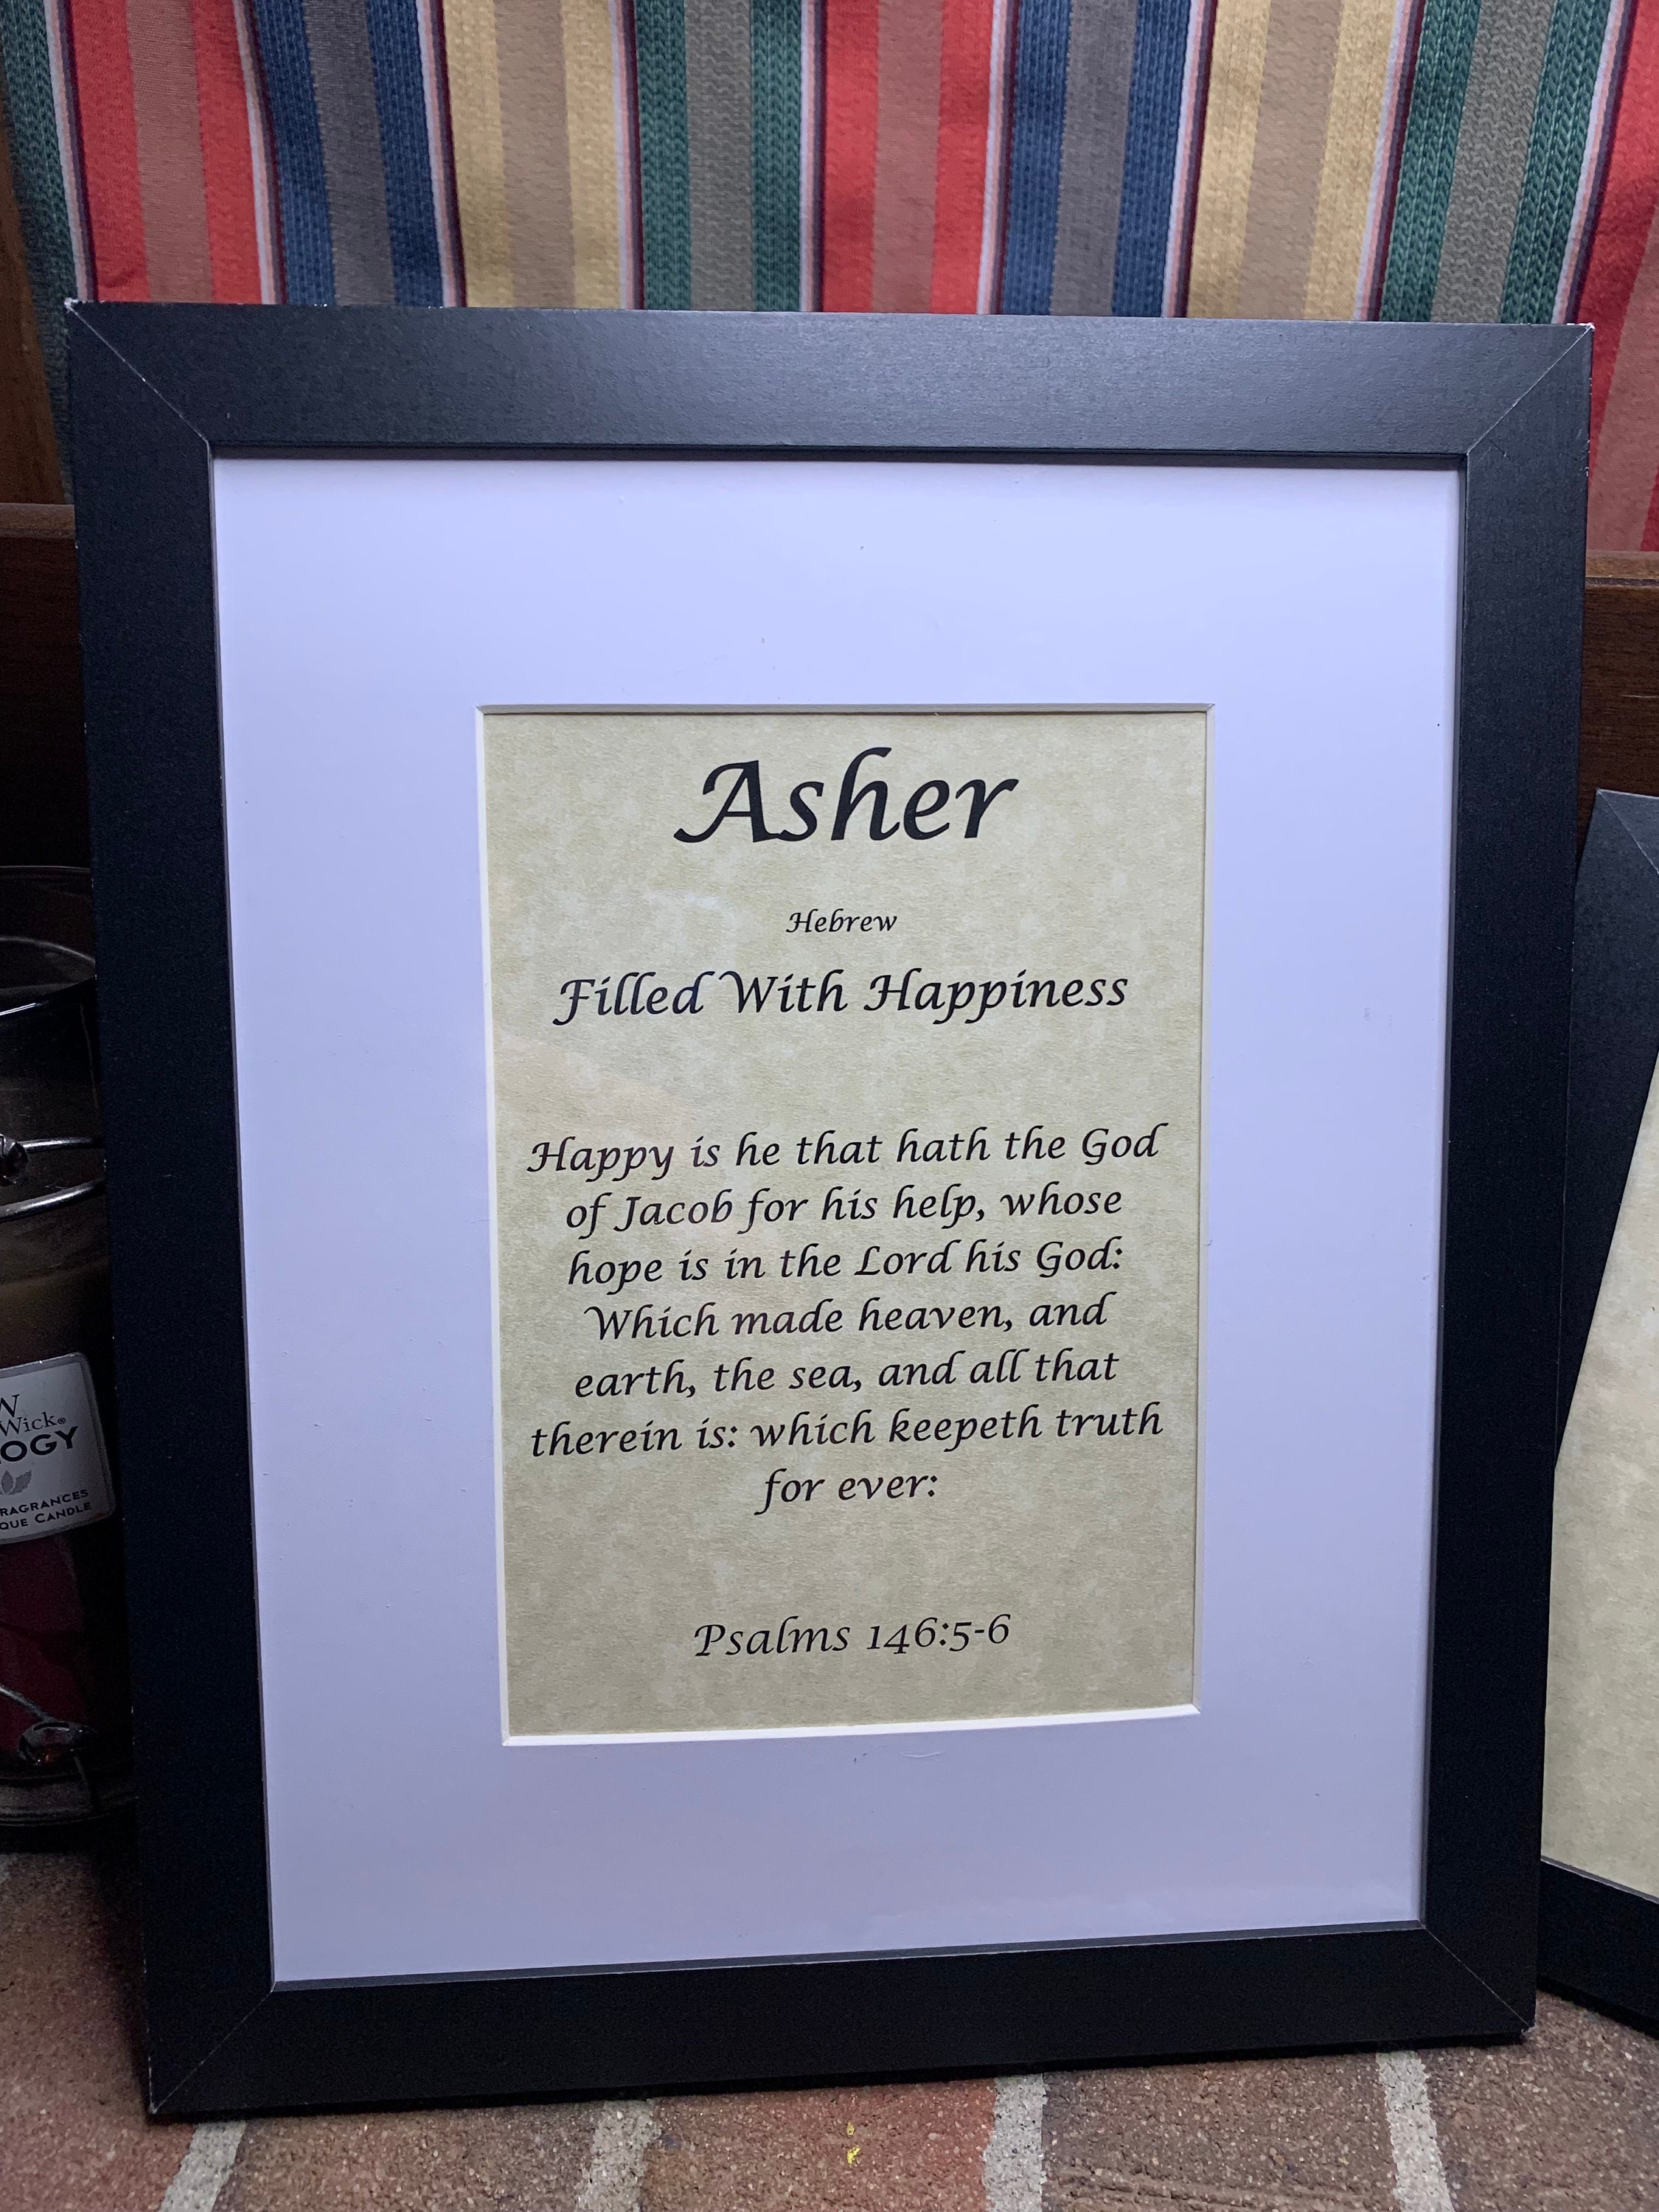 Asher
Hebrew
Filled With Happiness
Happy is he that hath the God
of Jacob for his help, whose
hope is in the Lord his God:
Which made heaven, and
earth, the sea, and all that
therein is: which keepeth truth
for ever:
Psalms 146:5-6
W
Wick®
CANDLE